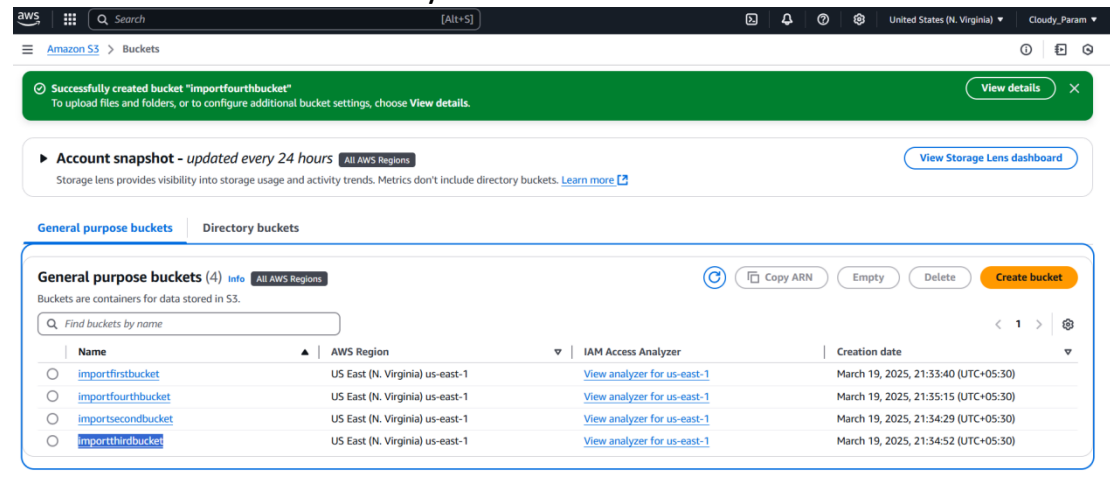 aws Search [Alt+S] United States (N. Virginia) ▼ Cloudy_Param ▼
Amazon S3 > Buckets
Successfully created bucket "importfourthbucket"
To upload files and folders, or to configure additional bucket settings, choose View details.
View details
Account snapshot - updated every 24 hours All AWS Regions
View Storage Lens dashboard
Storage lens provides visibility into storage usage and activity trends. Metrics don't include directory buckets. Learn more
General purpose buckets Directory buckets
General purpose buckets (4) Info All AWS Regions
Copy ARN Empty Delete Create bucket
Buckets are containers for data stored in S3.
Find buckets by name < 1 >
Name AWS Region IAM Access Analyzer Creation date
importfirstbucket US East (N. Virginia) us-east-1 View analyzer for us-east-1 March 19, 2025, 21:33:40 (UTC+05:30)
importfourthbucket US East (N. Virginia) us-east-1 View analyzer for us-east-1 March 19, 2025, 21:35:15 (UTC+05:30)
importsecondbucket US East (N. Virginia) us-east-1 View analyzer for us-east-1 March 19, 2025, 21:34:29 (UTC+05:30)
importthirdbucket US East (N. Virginia) us-east-1 View analyzer for us-east-1 March 19, 2025, 21:34:52 (UTC+05:30)